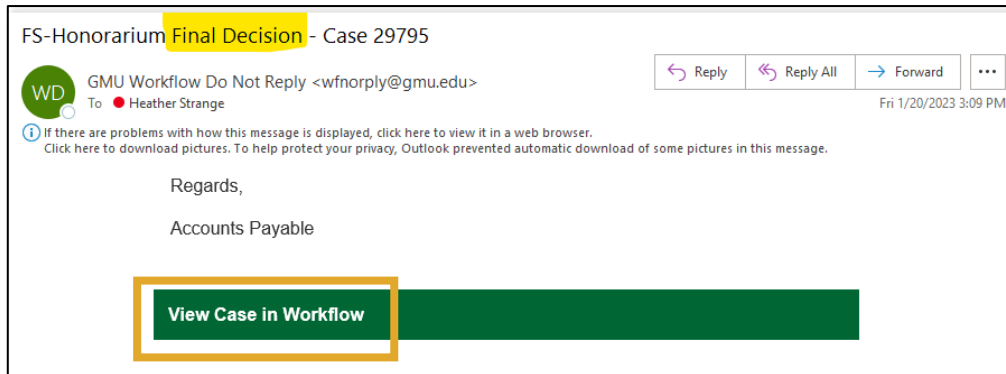 FS-Honorarium Final Decision - Case 29795
WD
GMU Workflow Do Not Reply <wfnorply@gmu.edu>
To Heather Strange
Reply
Reply All
Forward
Fri 1/20/2023 3:09 PM
If there are problems with how this message is displayed, click here to view it in a web browser.
Click here to download pictures. To help protect your privacy, Outlook prevented automatic download of some pictures in this message.
Regards,
Accounts Payable
View Case in Workflow